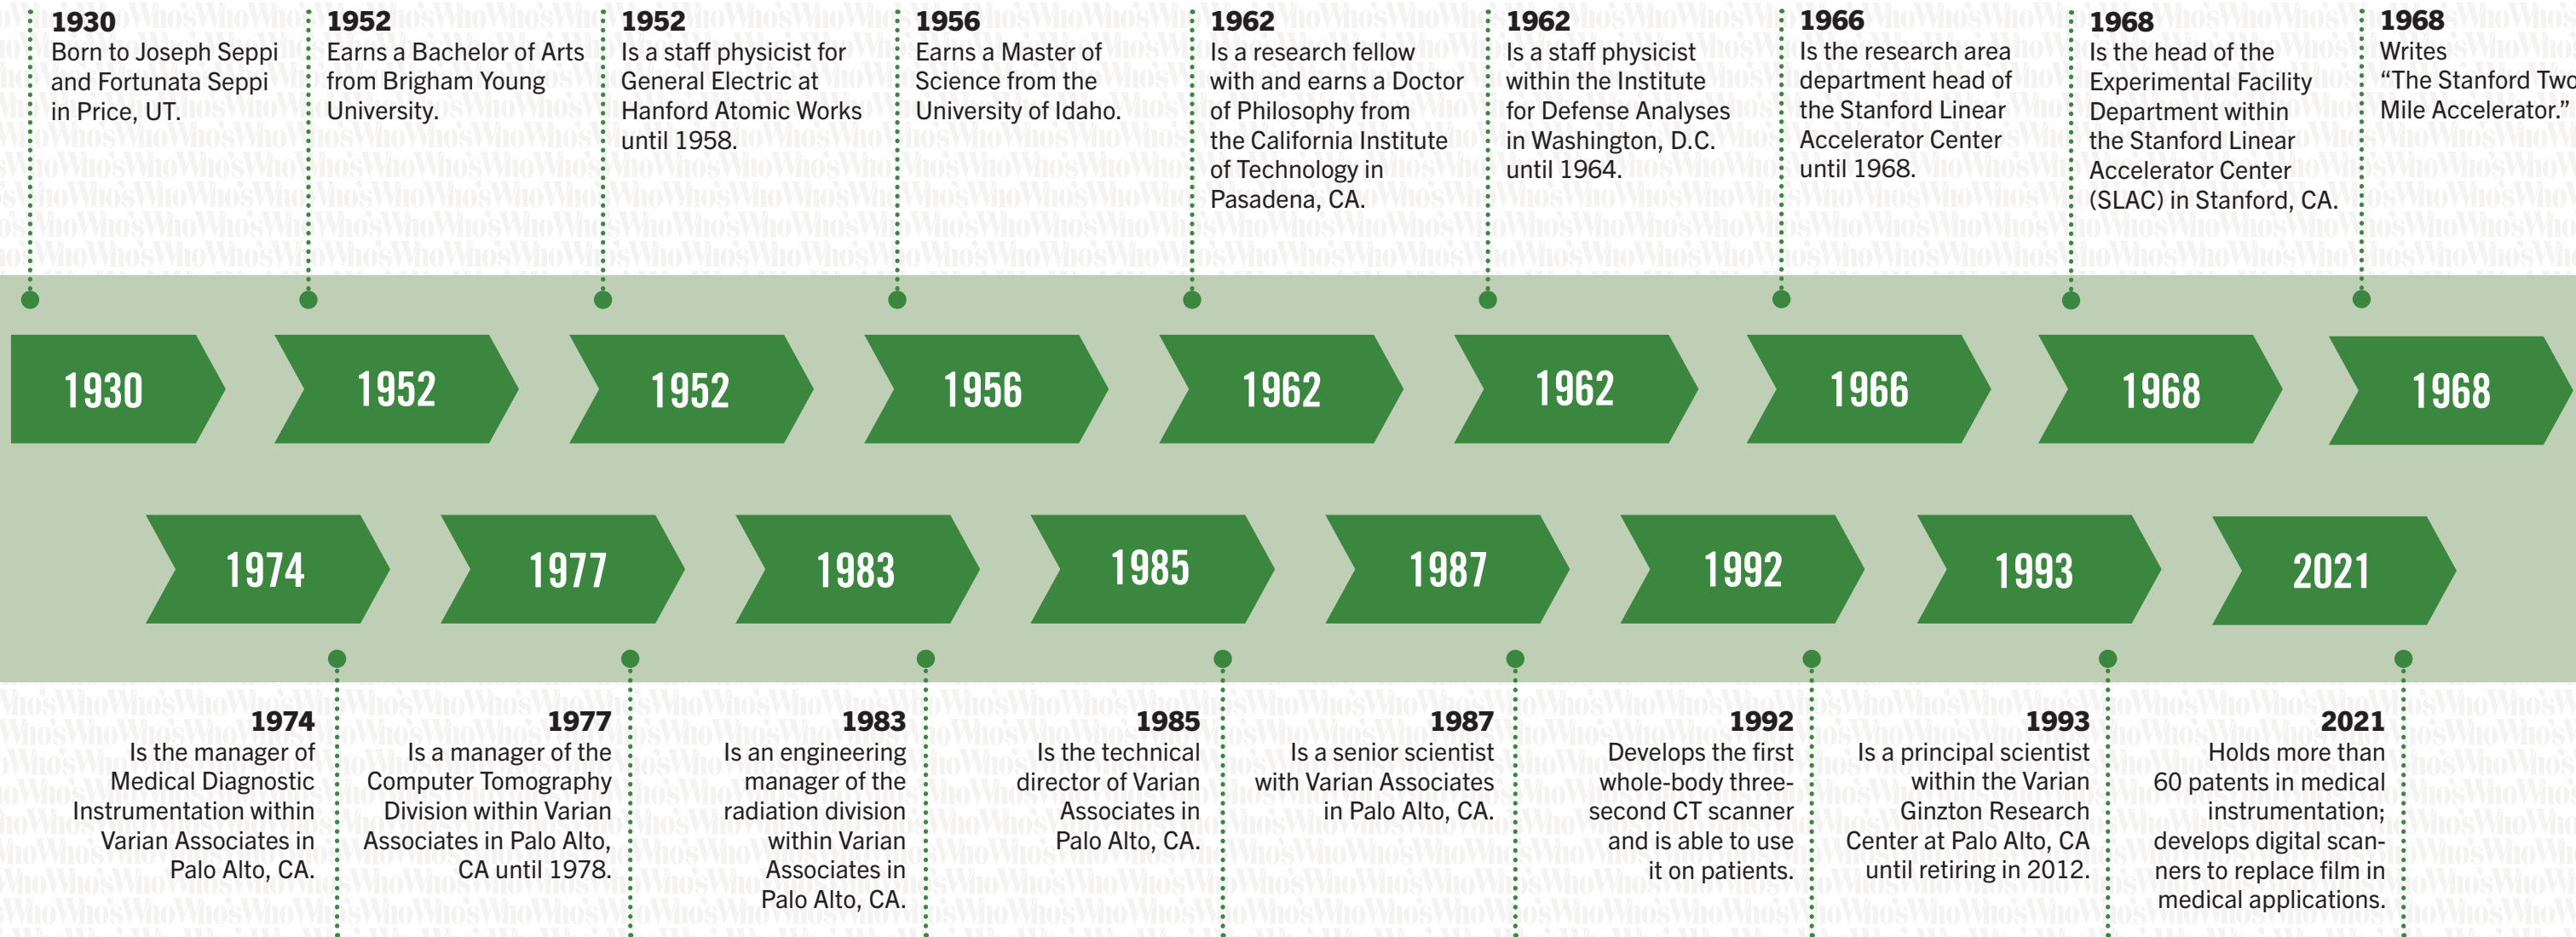 1930
Born to Joseph Seppi
and Fortunata Seppi
in Price, UT.
1952
Earns a Bachelor of Arts
from Brigham Young
University.
1952
Is a staff physicist for
General Electric at
Hanford Atomic Works
until 1958.
1956
Earns a Master of
Science from the
University of Idaho.
1962
Is a research fellow
with and earns a Doctor
of Philosophy from
the California Institute
of Technology in
Pasadena, CA.
1962
Is a staff physicist
within the Institute
for Defense Analyses
in Washington, D.C.
until 1964.
1966
Is the research area
department head of
the Stanford Linear
Accelerator Center
until 1968.
1968
Is the head of the
Experimental Facility
Department within
the Stanford Linear
Accelerator Center
(SLAC) in Stanford, CA.
1968
Writes
“The Stanford Two
Mile Accelerator.”
1930
1952
1952
1956
1962
1962
1966
1968
1968
1974
1977
1983
1985
1987
1992
1993
2021
1974
Is the manager of
Medical Diagnostic
Instrumentation within
Varian Associates in
Palo Alto, CA.
1977
Is a manager of the
Computer Tomography
Division within Varian
Associates in Palo Alto,
CA until 1978.
1983
Is an engineering
manager of the
radiation division
within Varian
Associates in
Palo Alto, CA.
1985
Is the technical
director of Varian
Associates in
Palo Alto, CA.
1987
Is a senior scientist
with Varian Associates
in Palo Alto, CA.
1992
Develops the first
whole-body three-
second CT scanner
and is able to use
it on patients.
1993
Is a principal scientist
within the Varian
Ginzton Research
Center at Palo Alto, CA
until retiring in 2012.
2021
Holds more than
60 patents in medical
instrumentation;
develops digital scan-
ners to replace film in
medical applications.